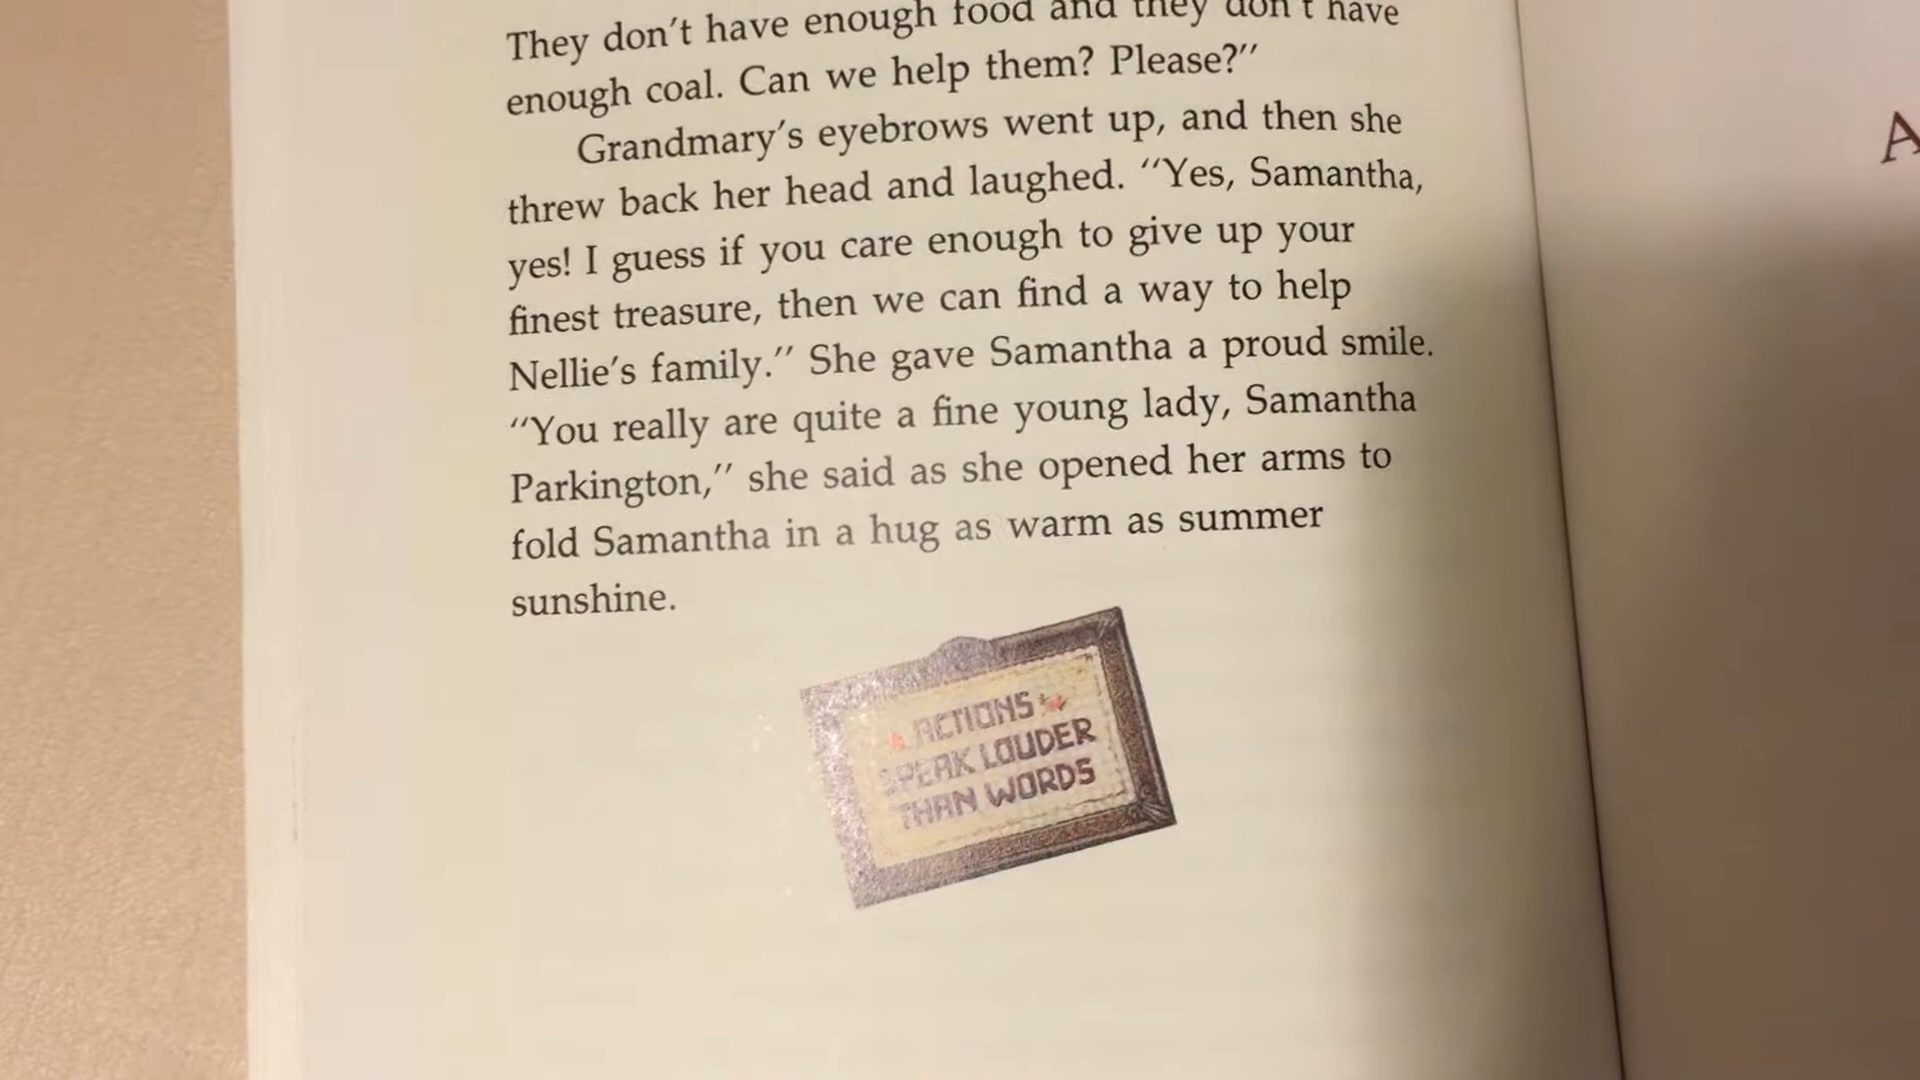 They don't have enough food and they don't have
enough coal. Can we help them? Please?"
Grandmary's eyebrows went up, and then she
threw back her head and laughed. "Yes, Samantha,
yes! I guess if you care enough to give up your
finest treasure, then we can find a way to help
Nellie's family." She gave Samantha a proud smile.
"You really are quite a fine young lady, Samantha
Parkington," she said as she opened her arms to
fold Samantha in a hug as warm as summer
sunshine.
ACTIONS
SPEAK LOUDER
THAN WORDS
A